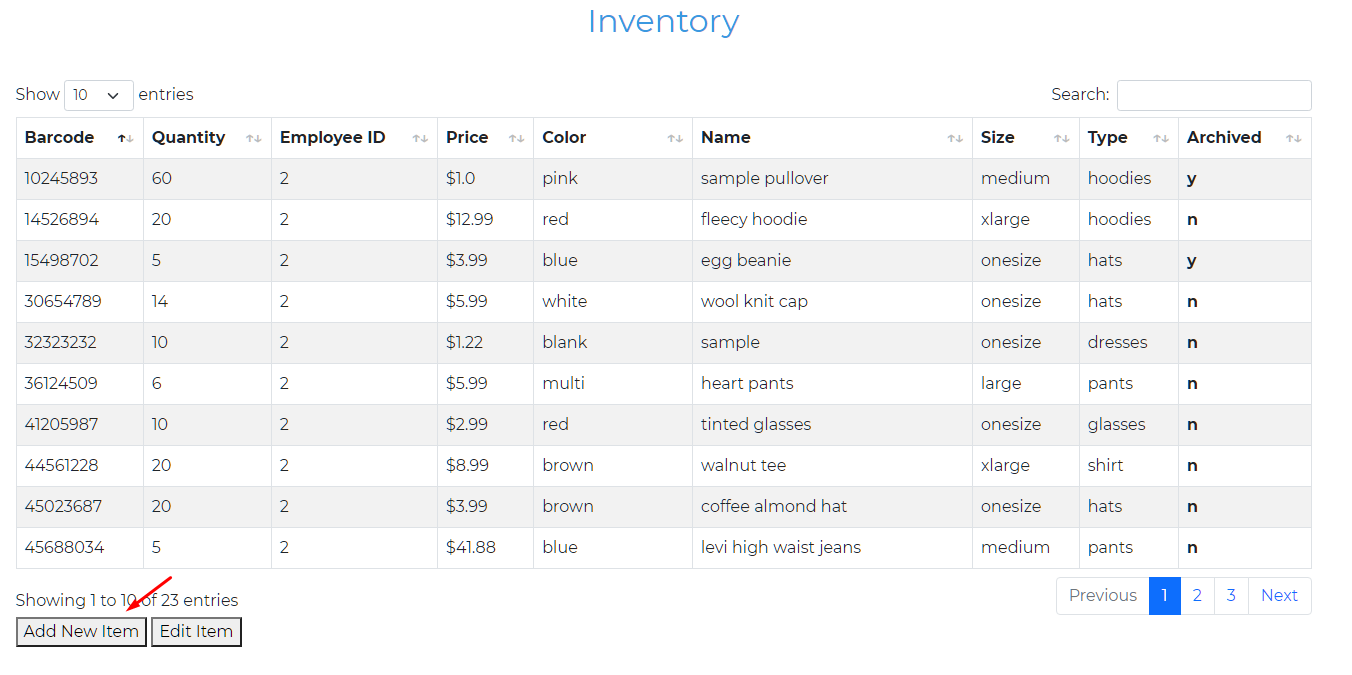 Inventory
Show 10 entries Search:
Barcode Quantity Employee ID Price Color Name Size Type Archived
10245893 60 2 $1.0 pink sample pullover medium hoodies y
14526894 20 2 $12.99 red fleecy hoodie xlarge hoodies n
15498702 5 2 $3.99 blue egg beanie onesize hats y
30654789 14 2 $5.99 white wool knit cap onesize hats n
32323232 10 2 $1.22 blank sample onesize dresses n
36124509 6 2 $5.99 multi heart pants large pants n
41205987 10 2 $2.99 red tinted glasses onesize glasses n
44561228 20 2 $8.99 brown walnut tee xlarge shirt n
45023687 20 2 $3.99 brown coffee almond hat onesize hats n
45688034 5 2 $41.88 blue levi high waist jeans medium pants n
Showing 1 to 10 of 23 entries Previous 1 2 3 Next
Add New Item Edit Item